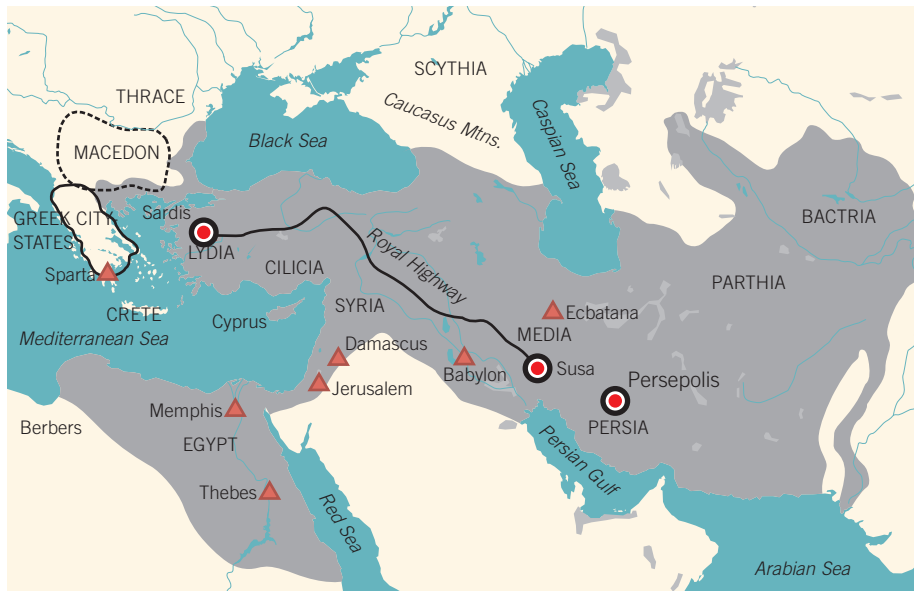 SCYTHIA
THRACE
Caucasus Mtns.
Caspian Sea
Black Sea
MACEDON
GREEK CITY
STATES
Sardis
LYDIA
Royal Highway
BACTRIA
CILICIA
PARTHIA
Sparta
SYRIA
CRETE
Cyprus
Ecbatana
MEDIA
Mediterranean Sea
Damascus
Babylon
Susa
Jerusalem
Persepolis
PERSIA
Memphis
Berbers
EGYPT
Persian Gulf
Thebes
Red Sea
Arabian Sea